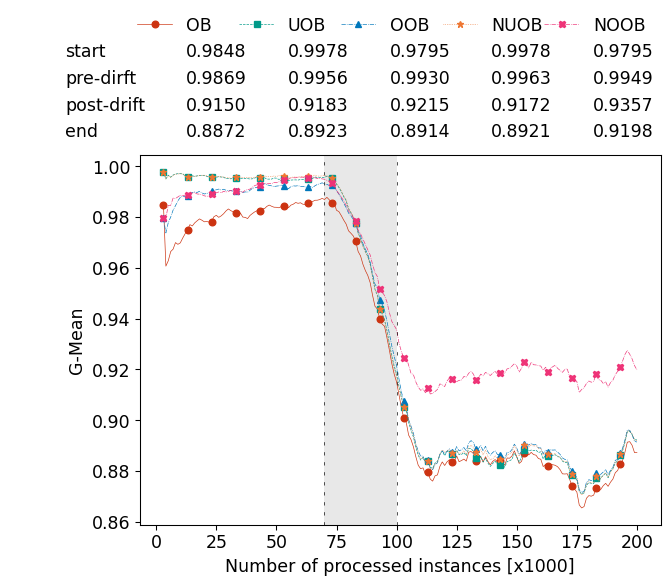 OB UOB OOB NUOB NOOB
start 0.9848 0.9978 0.9795 0.9978 0.9795
pre-dirft 0.9869 0.9956 0.9930 0.9963 0.9949
post-drift 0.9150 0.9183 0.9215 0.9172 0.9357
end 0.8872 0.8923 0.8914 0.8921 0.9198
1.00
0.98
0.96
0.94
0.92
0.90
0.88
0.86
G-Mean
0 25 50 75 100 125 150 175 200
Number of processed instances [x1000]